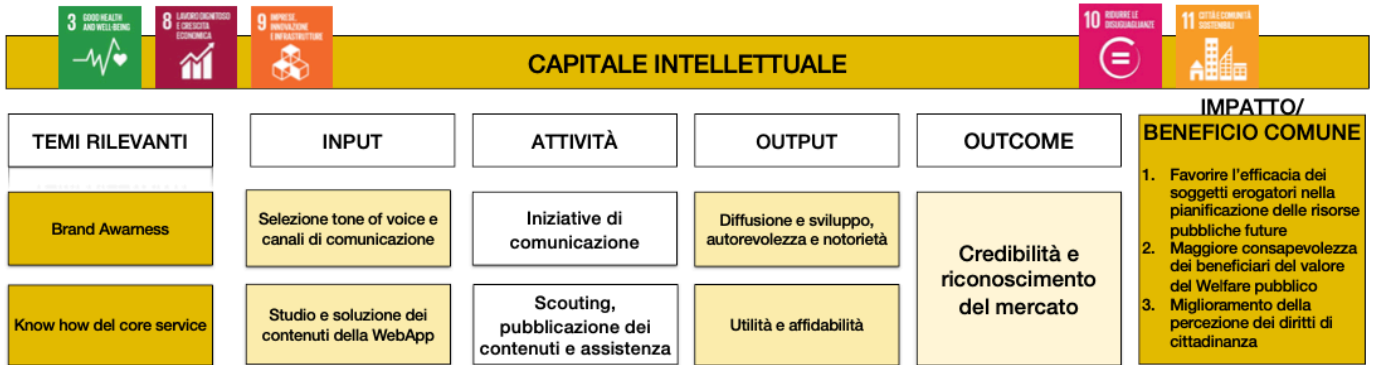 3 GOOD HEALTH
AND WELL-BEING
8 LAVORO DIGNITOSO
E CRESCITA
ECONOMICA
9 IMPRESE,
INNOVAZIONE
E INFRASTRUTTURE
10 RIDURRE LE
DISUGUAGLIANZE
11 CITTÀ E COMUNITÀ
SOSTENIBILI
CAPITALE INTELLETTUALE
TEMI RILEVANTI
INPUT
ATTIVITÀ
OUTPUT
OUTCOME
IMPATTO/
BENEFICIO COMUNE
Brand Awarness
Selezione tone of voice e
canali di comunicazione
Iniziative di
comunicazione
Diffusione e sviluppo,
autorevolezza e notorietà
Know how del core service
Studio e soluzione dei
contenuti della WebApp
Scouting,
pubblicazione dei
contenuti e assistenza
Utilità e affidabilità
Credibilità e
riconoscimento
del mercato
1. Favorire l'efficacia dei
soggetti erogatori nella
pianificazione delle risorse
pubbliche future
2. Maggiore consapevolezza
dei beneficiari del valore
del Welfare pubblico
3. Miglioramento della
percezione dei diritti di
cittadinanza